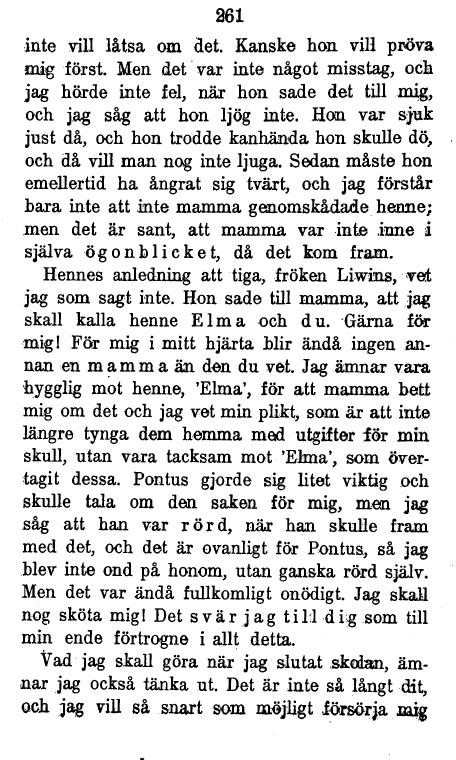 261
inte vill låtsa om det. Kanske hon vill pröva
mig först. Men det var inte något misstag, och
jag hörde inte fel, när hon sade det till mig,
och jag såg att hon ljög inte. Hon var sjuk
just då, och hon trodde kanhända hon skulle dö,
och då vill man nog inte ljuga. Sedan måste hon
emellertid ha ångrat sig tvärt, och jag förstår
bara inte att inte mamma genomskådade henne;
men det är sant, att mamma var inte inne i
själva ögonblicket, då det kom fram.
Hennes anledning att tiga, fröken Liwins, vet
jag som sagt inte. Hon sade till mamma, att jag
skall kalla henne Elma och du. Gärna för
mig! För mig i mitt hjärta blir ändå ingen an-
nan en mamma än den du vet. Jag ämnar vara
hygglig mot henne, 'Elma', för att mamma bett
mig om det och jag vet min plikt, som är att inte
längre tynga dem hemma med utgifter för min
skull, utan vara tacksam mot 'Elma', som över-
tagit dessa. Pontus gjorde sig litet viktig och
skulle tala om den saken för mig, men jag
såg att han var rörd, när han skulle fram
med det, och det är ovanligt för Pontus, så jag
blev inte ond på honom, utan ganska rörd själv.
Men det var ändå fullkomligt onödigt. Jag skall
nog sköta mig! Det svär jag till dig som till
min ende förtrogne i allt detta.
Vad jag skall göra när jag slutat skolan, äm-
nar jag också tänka ut. Det är inte så långt dit,
och jag vill så snart som möjligt försörja mig